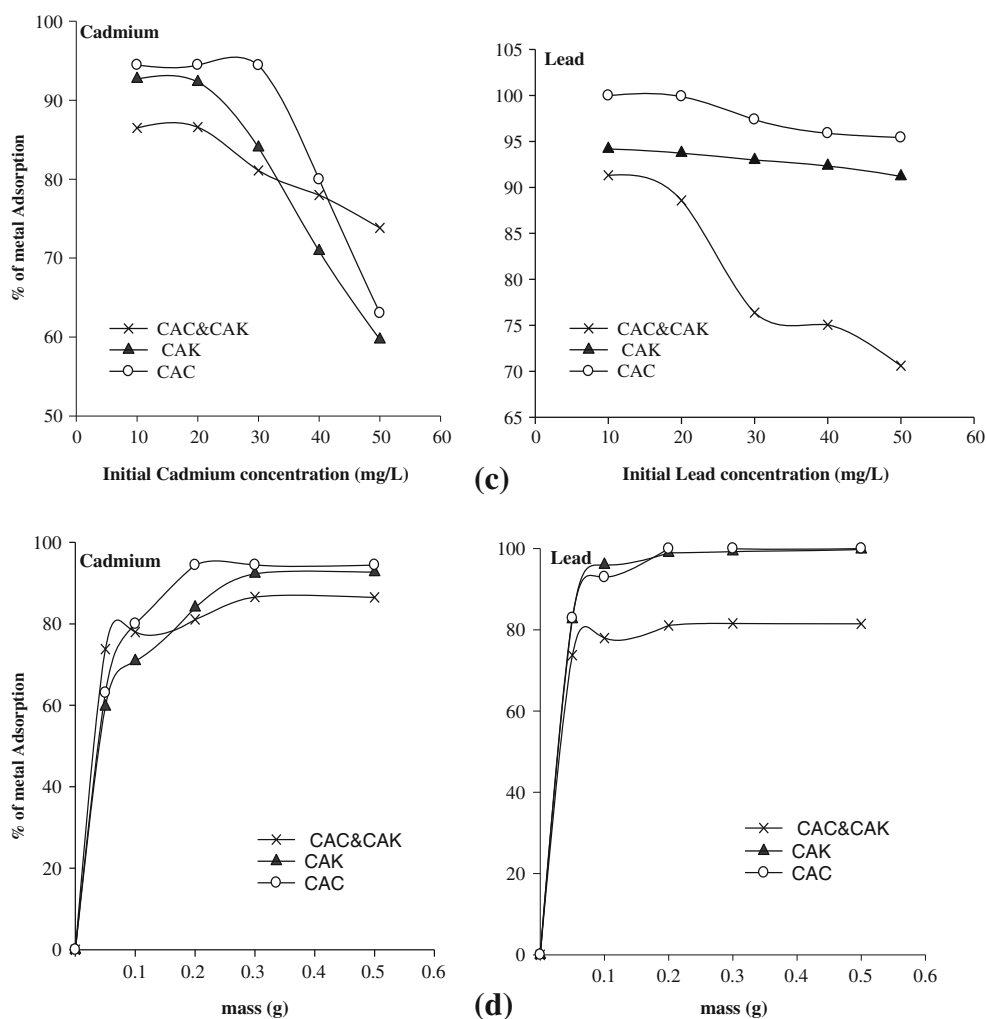 Cadmium
% of metal Adsorption
100
90
80
70
60
50
CAC&CAK
CAK
CAC
0
10
20
30
40
50
60
Initial Cadmium concentration (mg/L)
Lead
105
100
95
90
85
80
75
70
65
CAC&CAK
CAK
CAC
0
10
20
30
40
50
60
Initial Lead concentration (mg/L)
(c)
Cadmium
% of metal Adsorption
100
80
60
40
20
0
CAC&CAK
CAK
CAC
0.1
0.2
0.3
0.4
0.5
0.6
mass (g)
Lead
100
80
60
40
20
0
CAC&CAK
CAK
CAC
0.1
0.2
0.3
0.4
0.5
0.6
mass (g)
(d)